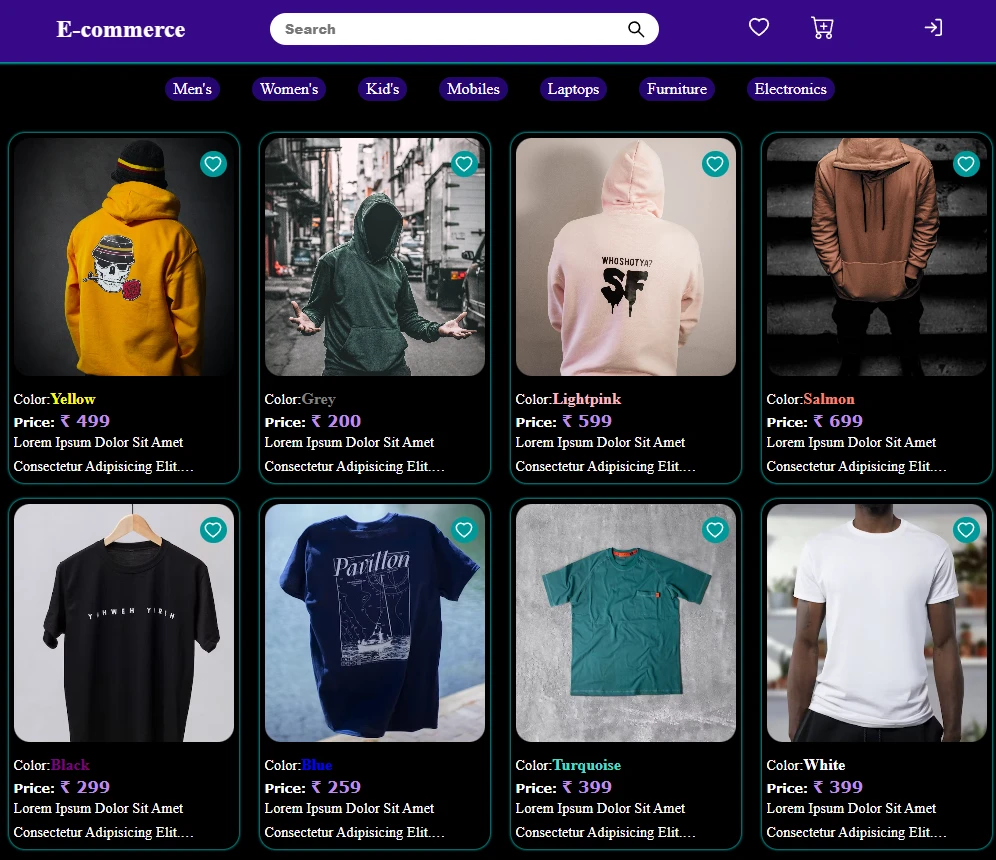 E-commerce
Search
Men's Women's Kid's Mobiles Laptops Furniture Electronics
WHOSHOTYA?
SF
Color:Yellow
Price: ₹ 499
Lorem Ipsum Dolor Sit Amet
Consectetur Adipisicing Elit....
Color:Grey
Price: ₹ 200
Lorem Ipsum Dolor Sit Amet
Consectetur Adipisicing Elit....
Color:Lightpink
Price: ₹ 599
Lorem Ipsum Dolor Sit Amet
Consectetur Adipisicing Elit....
Color:Salmon
Price: ₹ 699
Lorem Ipsum Dolor Sit Amet
Consectetur Adipisicing Elit....
YAHWEH YIREH
Pavillon
Color:Black
Price: ₹ 299
Lorem Ipsum Dolor Sit Amet
Consectetur Adipisicing Elit....
Color:Blue
Price: ₹ 259
Lorem Ipsum Dolor Sit Amet
Consectetur Adipisicing Elit....
Color:Turquoise
Price: ₹ 399
Lorem Ipsum Dolor Sit Amet
Consectetur Adipisicing Elit....
Color:White
Price: ₹ 399
Lorem Ipsum Dolor Sit Amet
Consectetur Adipisicing Elit....